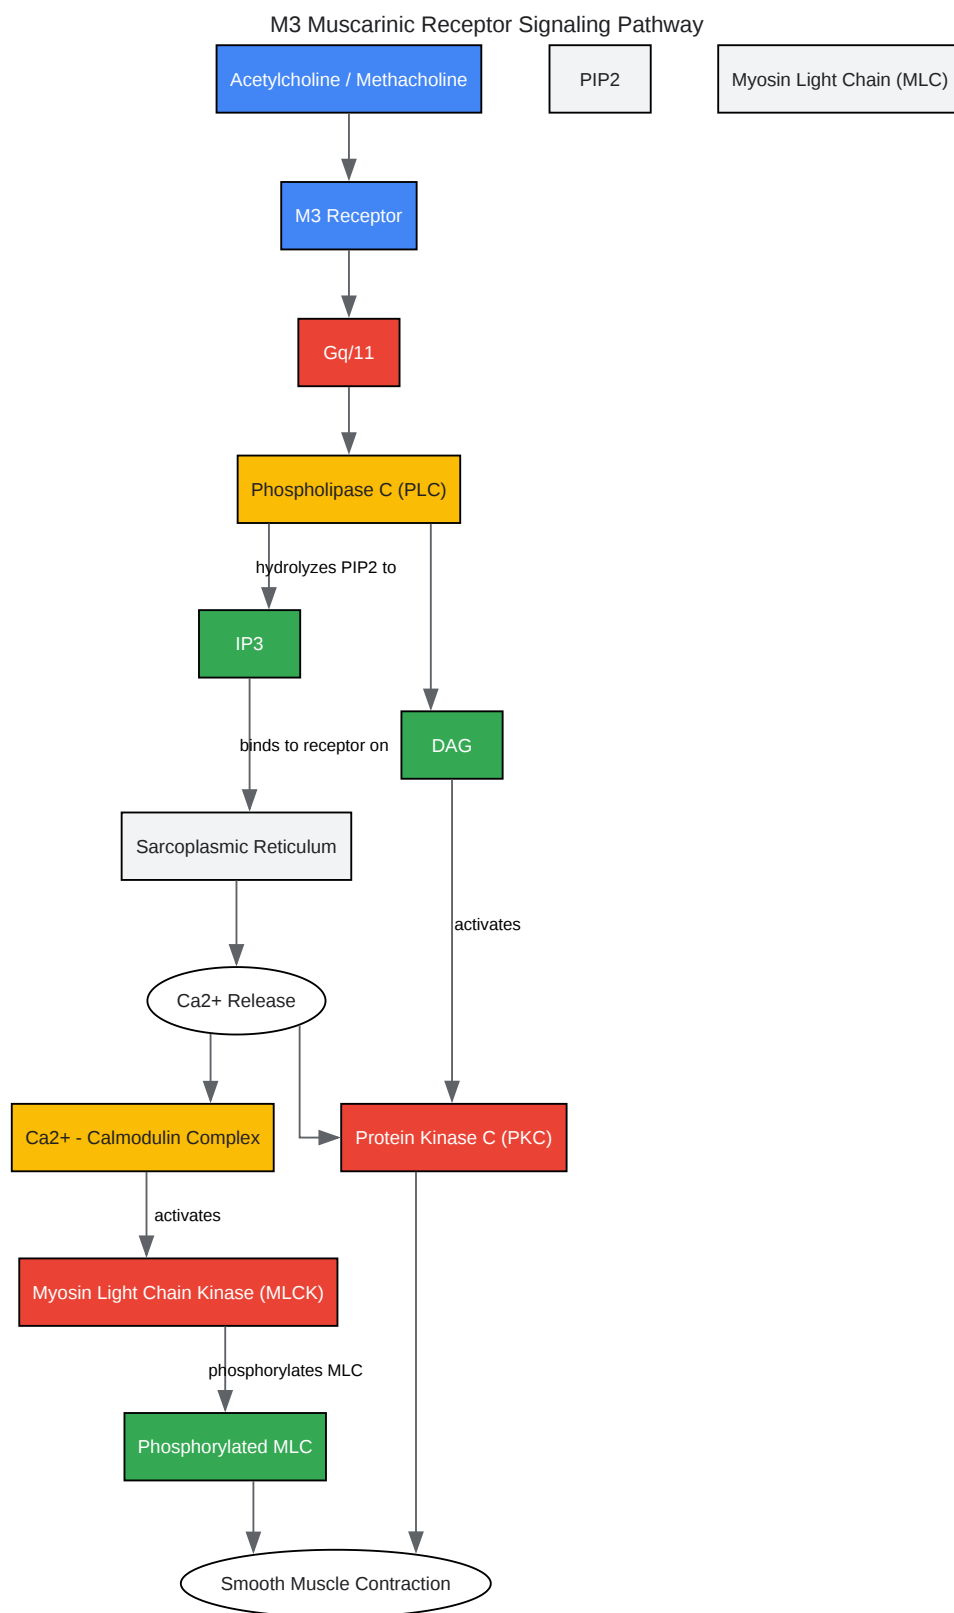 M3 Muscarinic Receptor Signaling Pathway
Acetylcholine / Methacholine
PIP2
Myosin Light Chain (MLC)
M3 Receptor
Gq/11
Phospholipase C (PLC)
hydrolyzes PIP2 to
IP3
binds to receptor on
DAG
Sarcoplasmic Reticulum
activates
Ca2+ Release
Ca2+ - Calmodulin Complex
Protein Kinase C (PKC)
activates
Myosin Light Chain Kinase (MLCK)
phosphorylates MLC
Phosphorylated MLC
Smooth Muscle Contraction